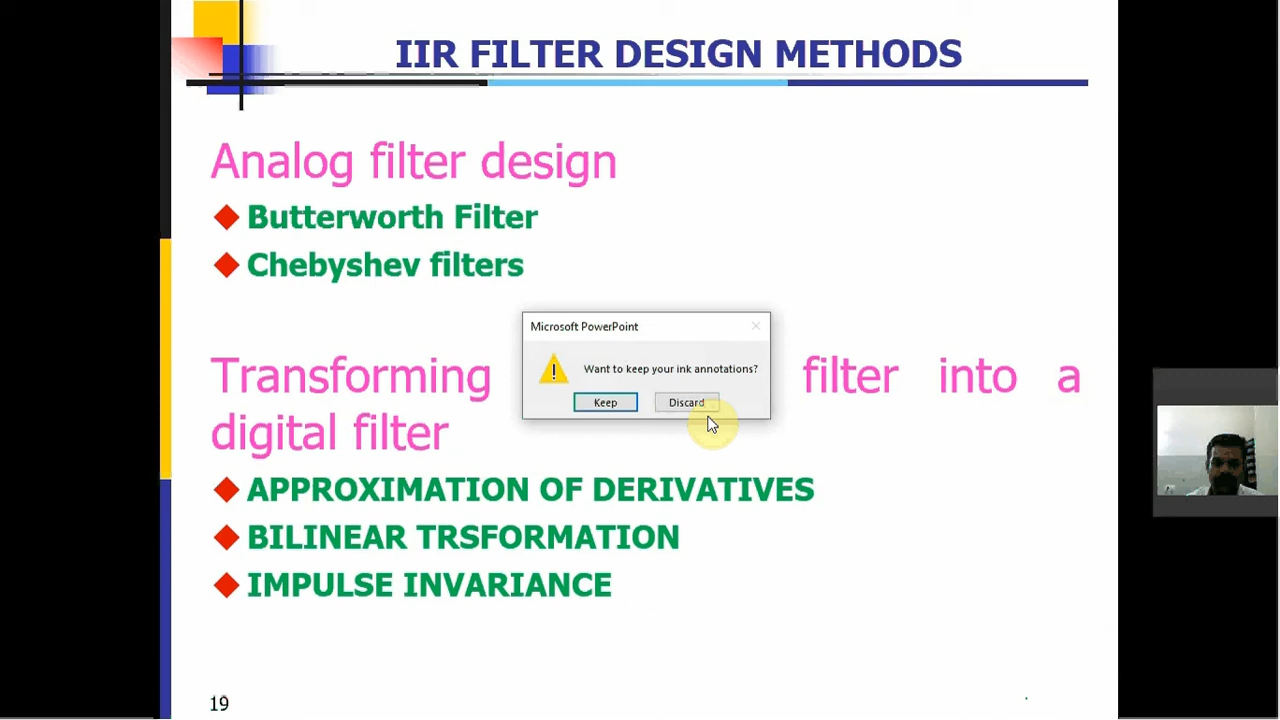 IIR FILTER DESIGN METHODS
Analog filter design
Butterworth Filter
Chebyshev filters
Microsoft PowerPoint
Want to keep your ink annotations?
Keep Discard
Transforming filter into a
digital filter
APPROXIMATION OF DERIVATIVES
BILINEAR TRSFORMATION
IMPULSE INVARIANCE
19